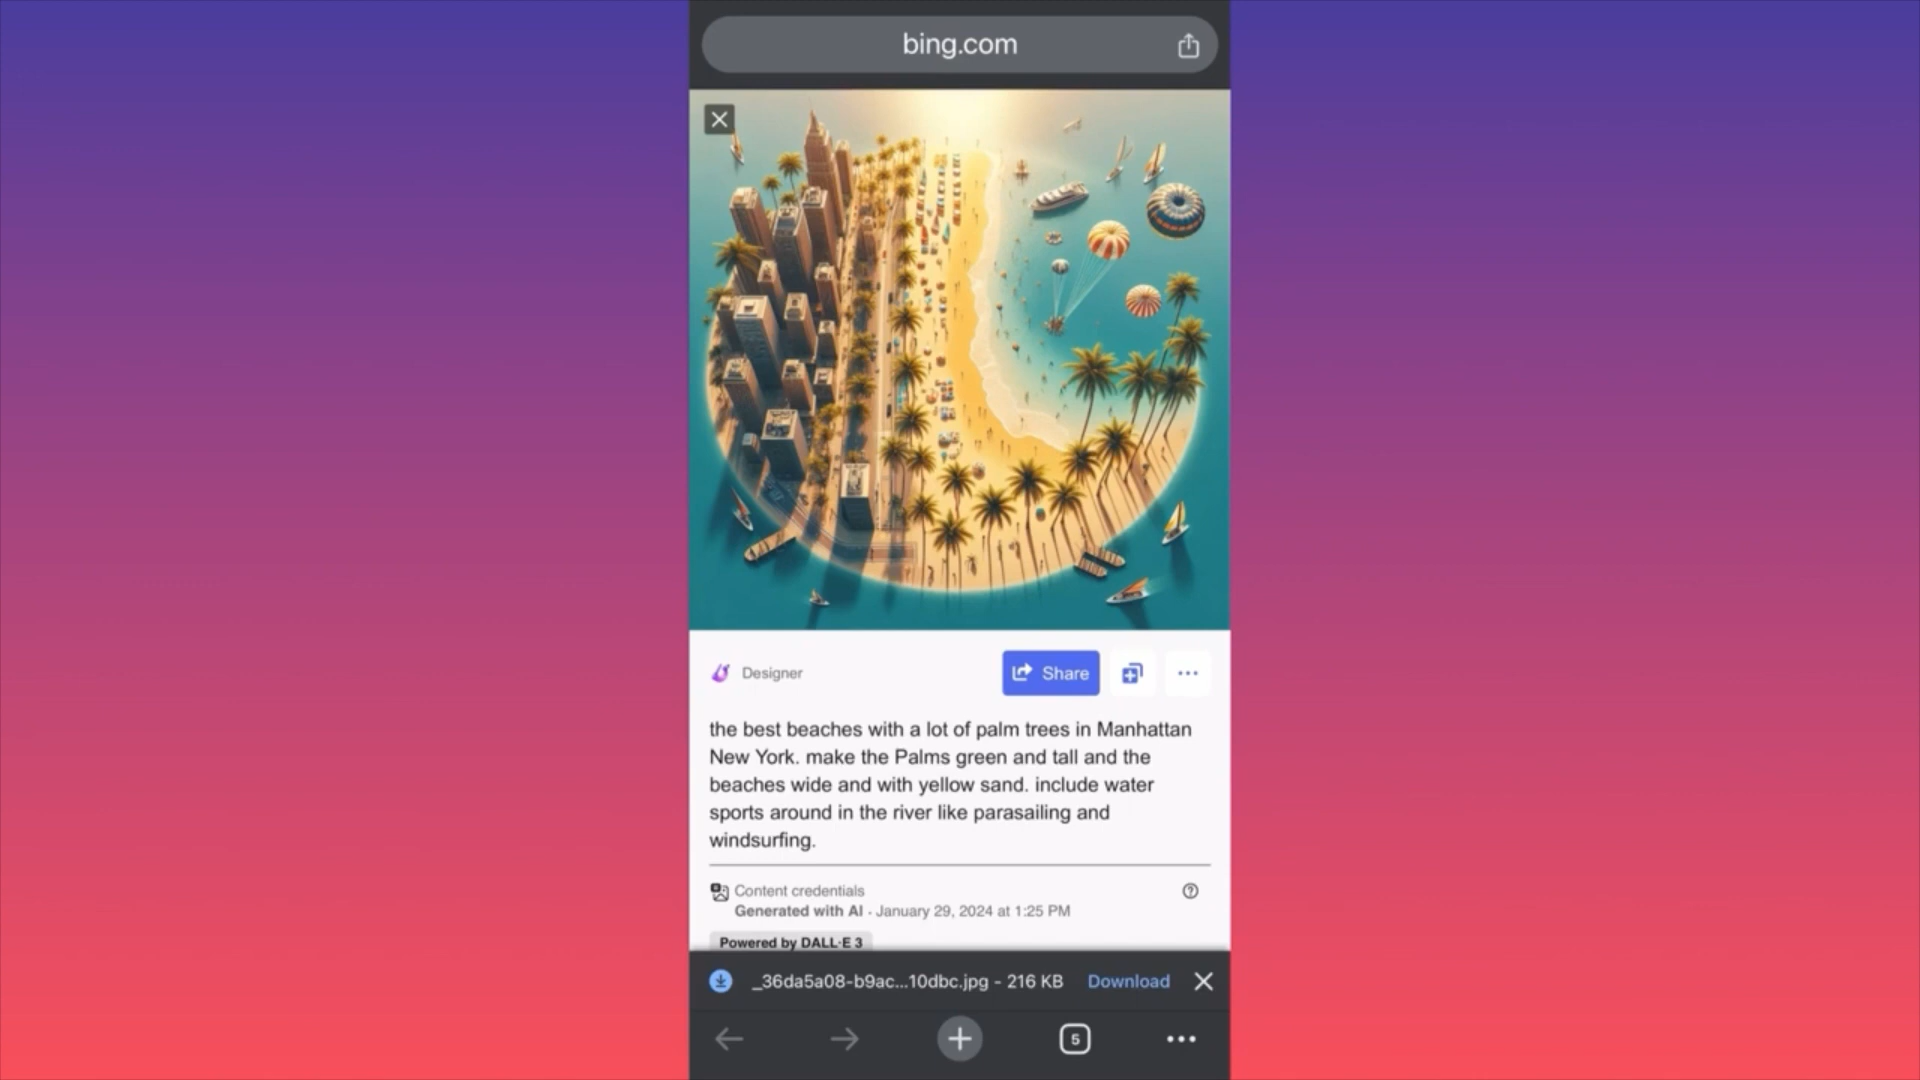 bing.com
Designer
Share
the best beaches with a lot of palm trees in Manhattan
New York. make the Palms green and tall and the
beaches wide and with yellow sand. include water
sports around in the river like parasailing and
windsurfing.
Content credentials
Generated with AI · January 29, 2024 at 1:25 PM
Powered by DALL·E 3
_36da5a08-b9ac...10dbc.jpg - 216 KB Download
5